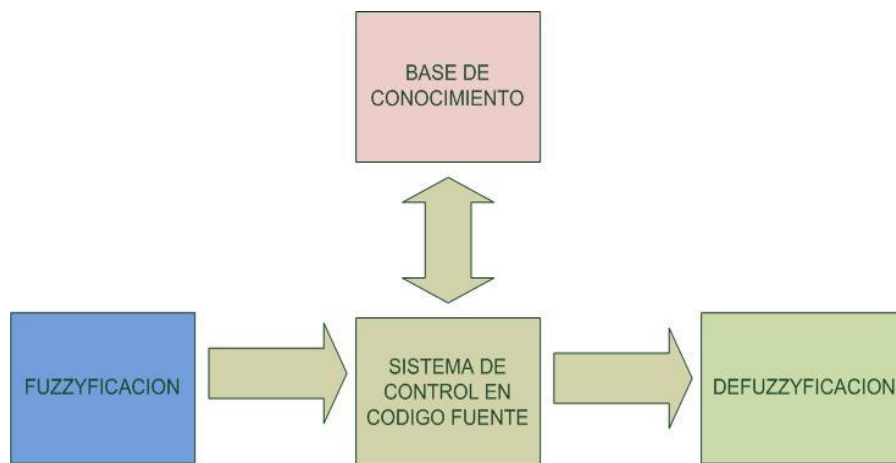 BASE DE
CONOCIMIENTO
FUZZYFICACION
SISTEMA DE
CONTROL EN
CODIGO FUENTE
DEFUZZYFICACION